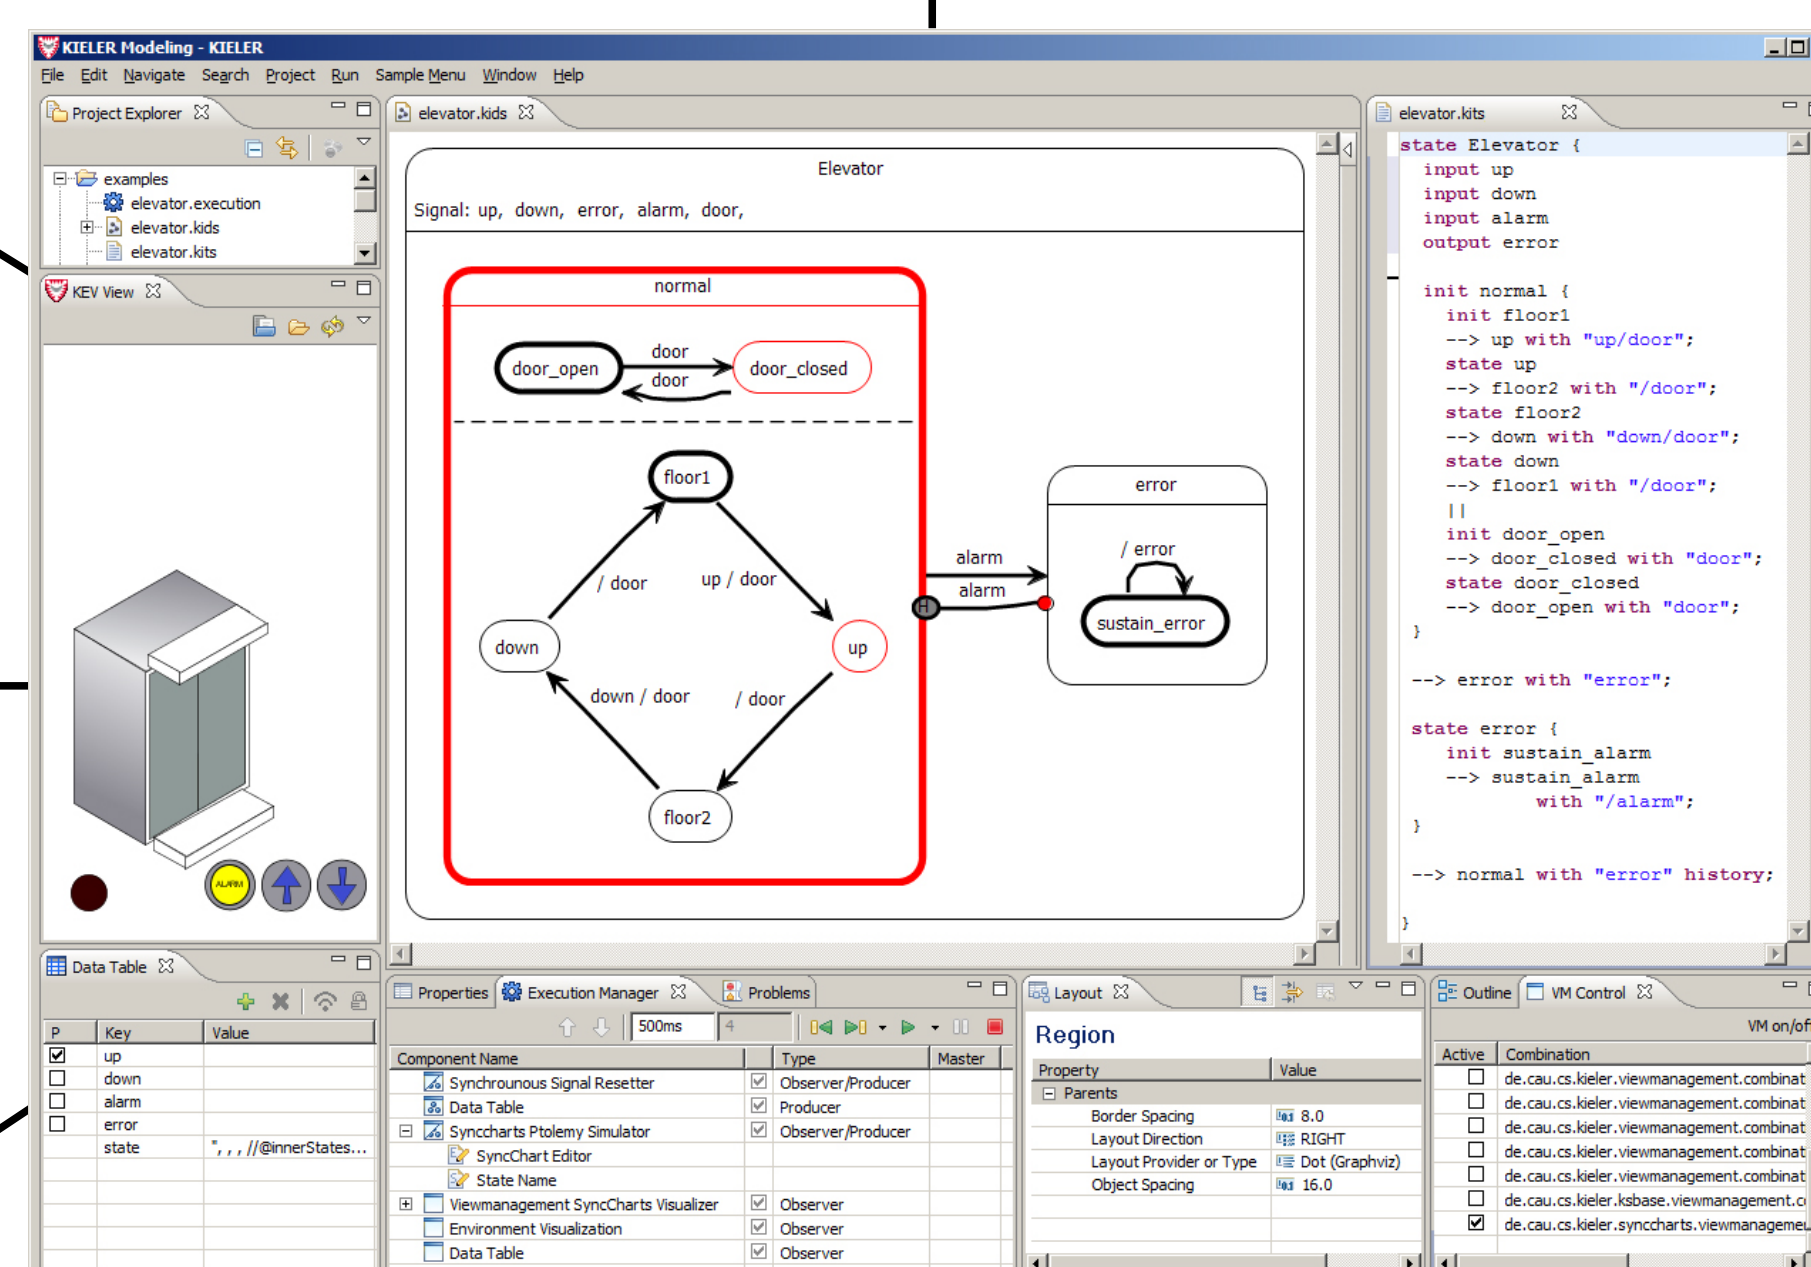 KIELER Modeling - KIELER
File Edit Navigate Search Project Run Sample Menu Window Help
Project Explorer
examples
elevator.execution
elevator.kids
elevator.kits
KEV View
ALARM
elevator.kids
Elevator
Signal: up, down, error, alarm, door,
normal
door_open
door
door
door_closed
floor1
/ door
up / door
down
up
down / door
/ door
floor2
alarm
alarm
H
error
/ error
sustain_error
elevator.kits
state Elevator {
input up
input down
input alarm
output error
init normal {
init floor1
--> up with "up/door";
state up
--> floor2 with "/door";
state floor2
--> down with "down/door";
state down
--> floor1 with "/door";
||
init door_open
--> door_closed with "door";
state door_closed
--> door_open with "door";
}
--> error with "error";
state error {
init sustain_alarm
--> sustain_alarm
with "/alarm";
}
--> normal with "error" history;
}
Data Table
P Key Value
up
down
alarm
error
state ", , , //@innerStates...
Properties Execution Manager Problems
500ms 4
Component Name Type Master
Synchrounous Signal Resetter Observer/Producer
Data Table Producer
Synccharts Ptolemy Simulator Observer/Producer
SyncChart Editor
State Name
Viewmanagement SyncCharts Visualizer Observer
Environment Visualization Observer
Data Table Observer
Layout
Region
Property Value
Parents
Border Spacing 8.0
Layout Direction RIGHT
Layout Provider or Type Dot (Graphviz)
Object Spacing 16.0
Outline VM Control
VM on/of
Active Combination
de.cau.cs.kieler.viewmanagement.combinat
de.cau.cs.kieler.viewmanagement.combinat
de.cau.cs.kieler.viewmanagement.combinat
de.cau.cs.kieler.viewmanagement.combinat
de.cau.cs.kieler.viewmanagement.combinat
de.cau.cs.kieler.ksbase.viewmanagement.c
de.cau.cs.kieler.synccharts.viewmanageme